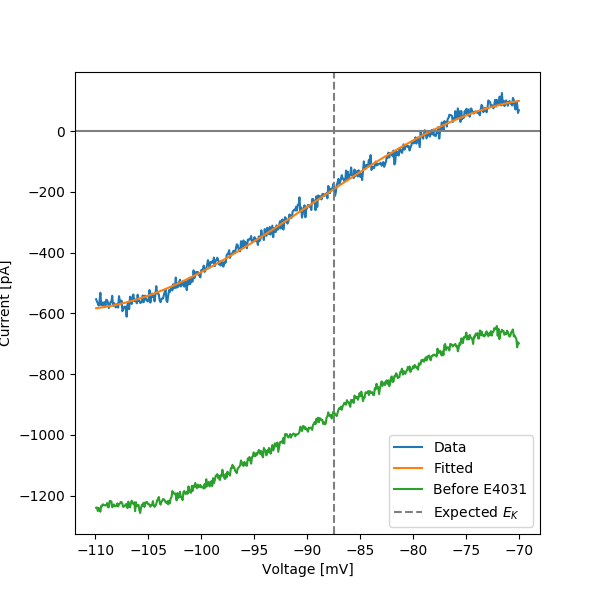 0
−200
−400
−600
−800
−1000
−1200
Current [pA]
−110
−105
−100
−95
−90
−85
−80
−75
−70
Voltage [mV]
Data
Fitted
Before E4031
Expected E_K